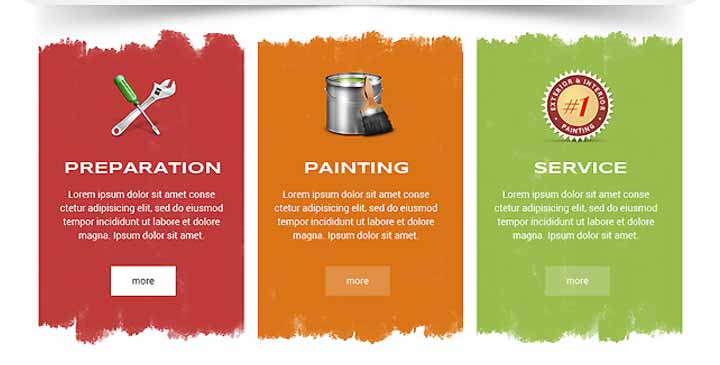 PREPARATION
Lorem ipsum dolor sit amet conse
ctetur adipisicing elit, sed do eiusm
tempor incididunt ut labore et dolore
magna. Ipsum dolor sit amet.
more
PAINTING
Lorem ipsum dolor sit amet conse
ctetur adipisicing elit, sed do eiusm
tempor incididunt ut labore et dolore
magna. Ipsum dolor sit amet.
more
EXTERIOR & INTERIOR
#1
PAINTING
SERVICE
Lorem ipsum dolor sit amet conse
ctetur adipisicing elit, sed do eiusm
tempor incididunt ut labore et dolore
magna. Ipsum dolor sit amet.
more